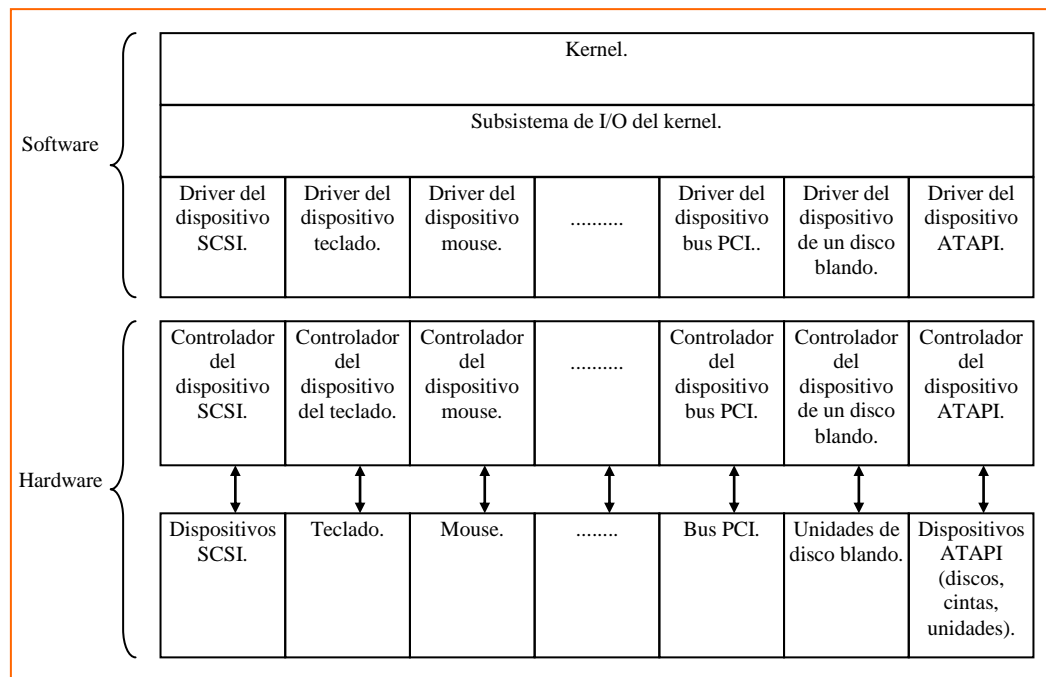 Kernel.
Subsistema de I/O del kernel.
Software
Driver del
dispositivo
SCSI.
Driver del
dispositivo
teclado.
Driver del
dispositivo
mouse.
..........
Driver del
dispositivo
bus PCI..
Driver del
dispositivo
de un disco
blando.
Driver del
dispositivo
ATAPI.
Hardware
Controlador
del
dispositivo
SCSI.
Controlador
del
dispositivo
del teclado.
Controlador
del
dispositivo
mouse.
..........
Controlador
del
dispositivo
bus PCI.
Controlador
del
dispositivo
de un disco
blando.
Controlador
del
dispositivo
ATAPI.
Dispositivos
SCSI.
Teclado.
Mouse.
........
Bus PCI.
Unidades de
disco blando.
Dispositivos
ATAPI
(discos,
cintas,
unidades).